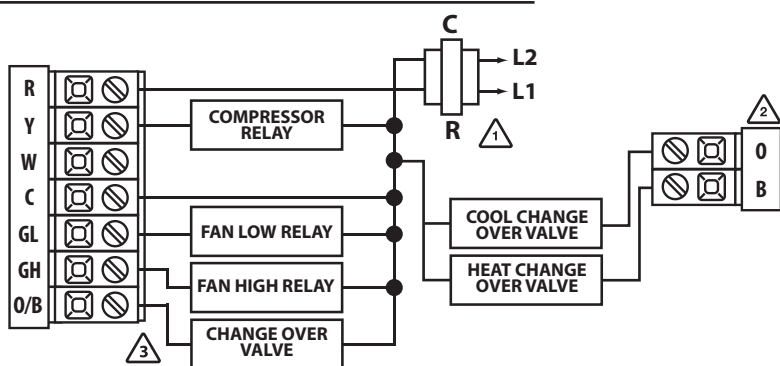 C
L2
L1
R
1
2
R
Y
W
C
GL
GH
O/B
COMPRESSOR
RELAY
FAN LOW RELAY
FAN HIGH RELAY
CHANGE OVER
VALVE
3
COOL CHANGE
OVER VALVE
HEAT CHANGE
OVER VALVE
O
B